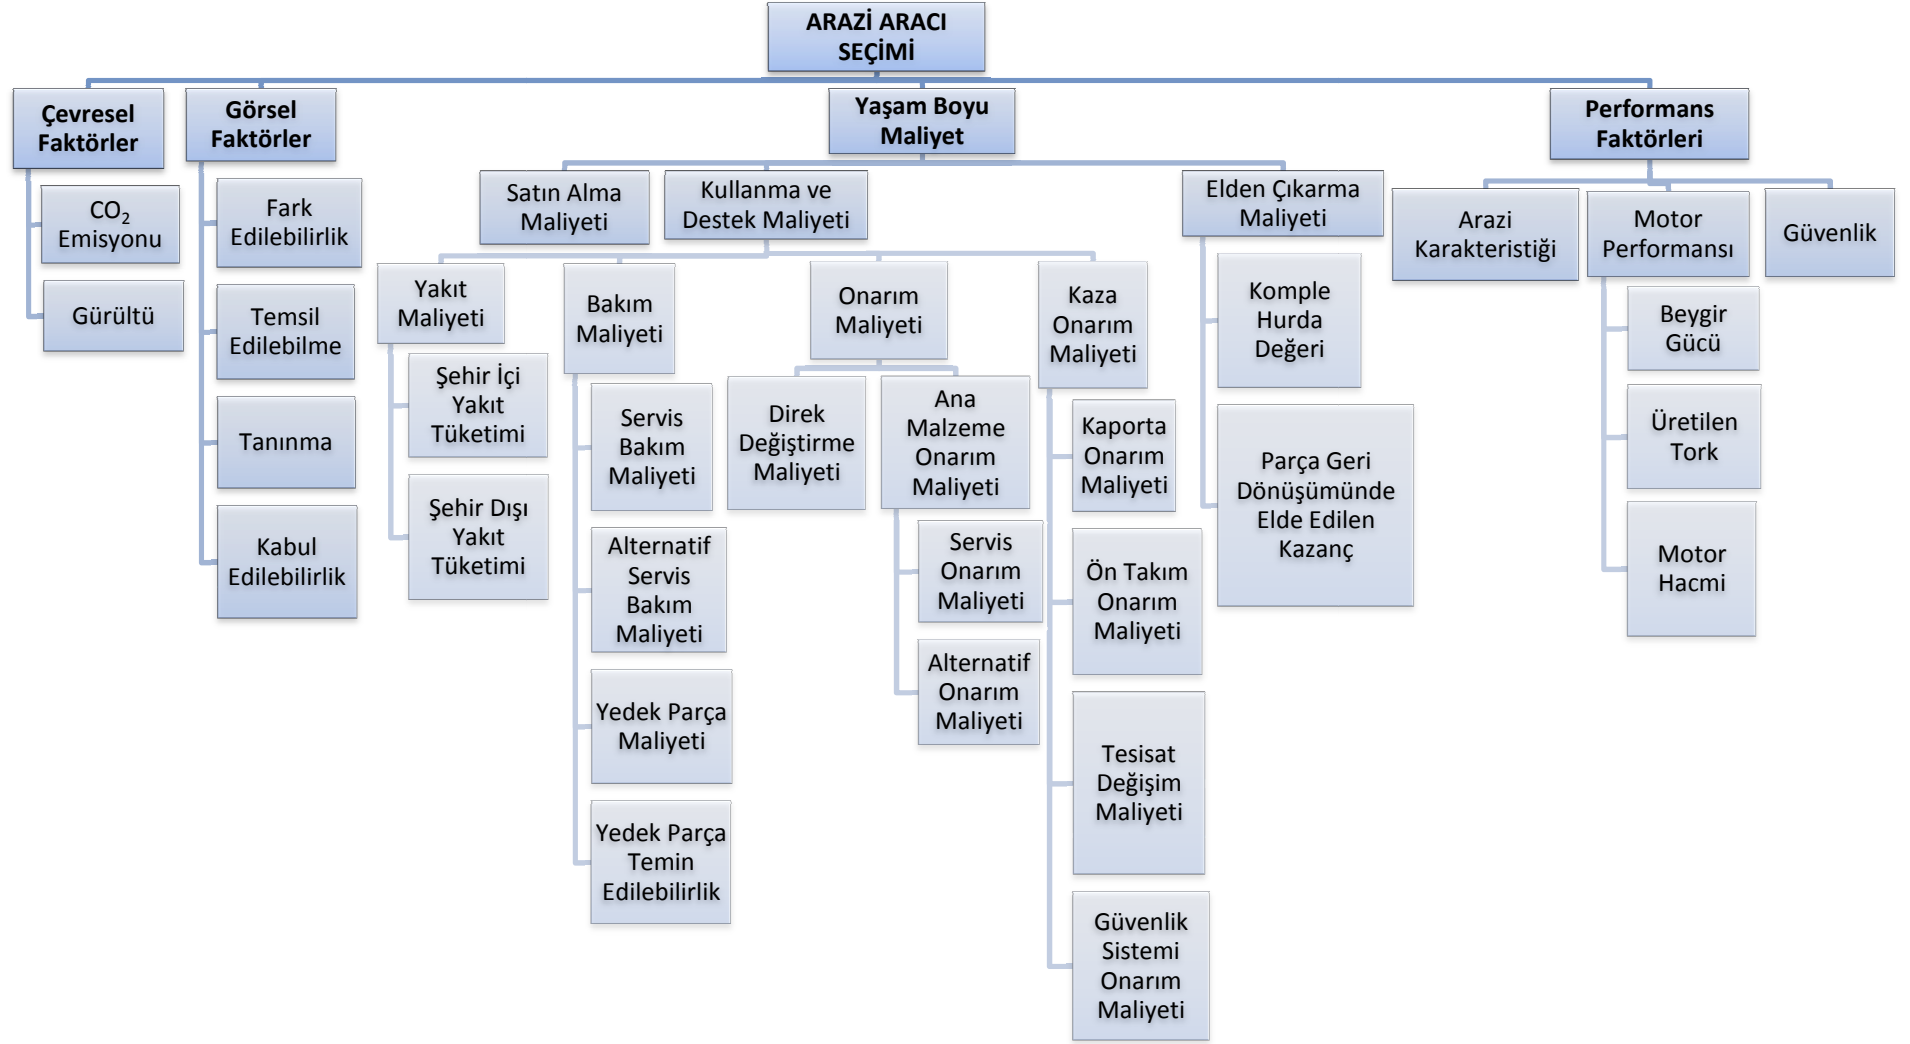 ARAZİ ARACI
SEÇİMİ
Çevresel
Faktörler
CO₂
Emisyonu
Gürültü
Görsel
Faktörler
Fark
Edilebilirlik
Temsil
Edilebilme
Tanınma
Kabul
Edilebilirlik
Yaşam Boyu
Maliyet
Satın Alma
Maliyeti
Kullanma ve
Destek Maliyeti
Yakıt
Maliyeti
Şehir İçi
Yakıt
Tüketimi
Şehir Dışı
Yakıt
Tüketimi
Bakım
Maliyeti
Servis
Bakım
Maliyeti
Alternatif
Servis
Bakım
Maliyeti
Yedek Parça
Maliyeti
Yedek Parça
Temin
Edilebilirlik
Onarım
Maliyeti
Direk
Değiştirme
Maliyeti
Ana
Malzeme
Onarım
Maliyeti
Servis
Onarım
Maliyeti
Alternatif
Onarım
Maliyeti
Kaza
Onarım
Maliyeti
Kaporta
Onarım
Maliyeti
Ön Takım
Onarım
Maliyeti
Tesisat
Değişim
Maliyeti
Güvenlik
Sistemi
Onarım
Maliyeti
Elden Çıkarma
Maliyeti
Komple
Hurda
Değeri
Parça Geri
Dönüşümünde
Elde Edilen
Kazanç
Performans
Faktörleri
Arazi
Karakteristiği
Motor
Performansı
Beygir
Gücü
Üretilen
Tork
Motor
Hacmi
Güvenlik